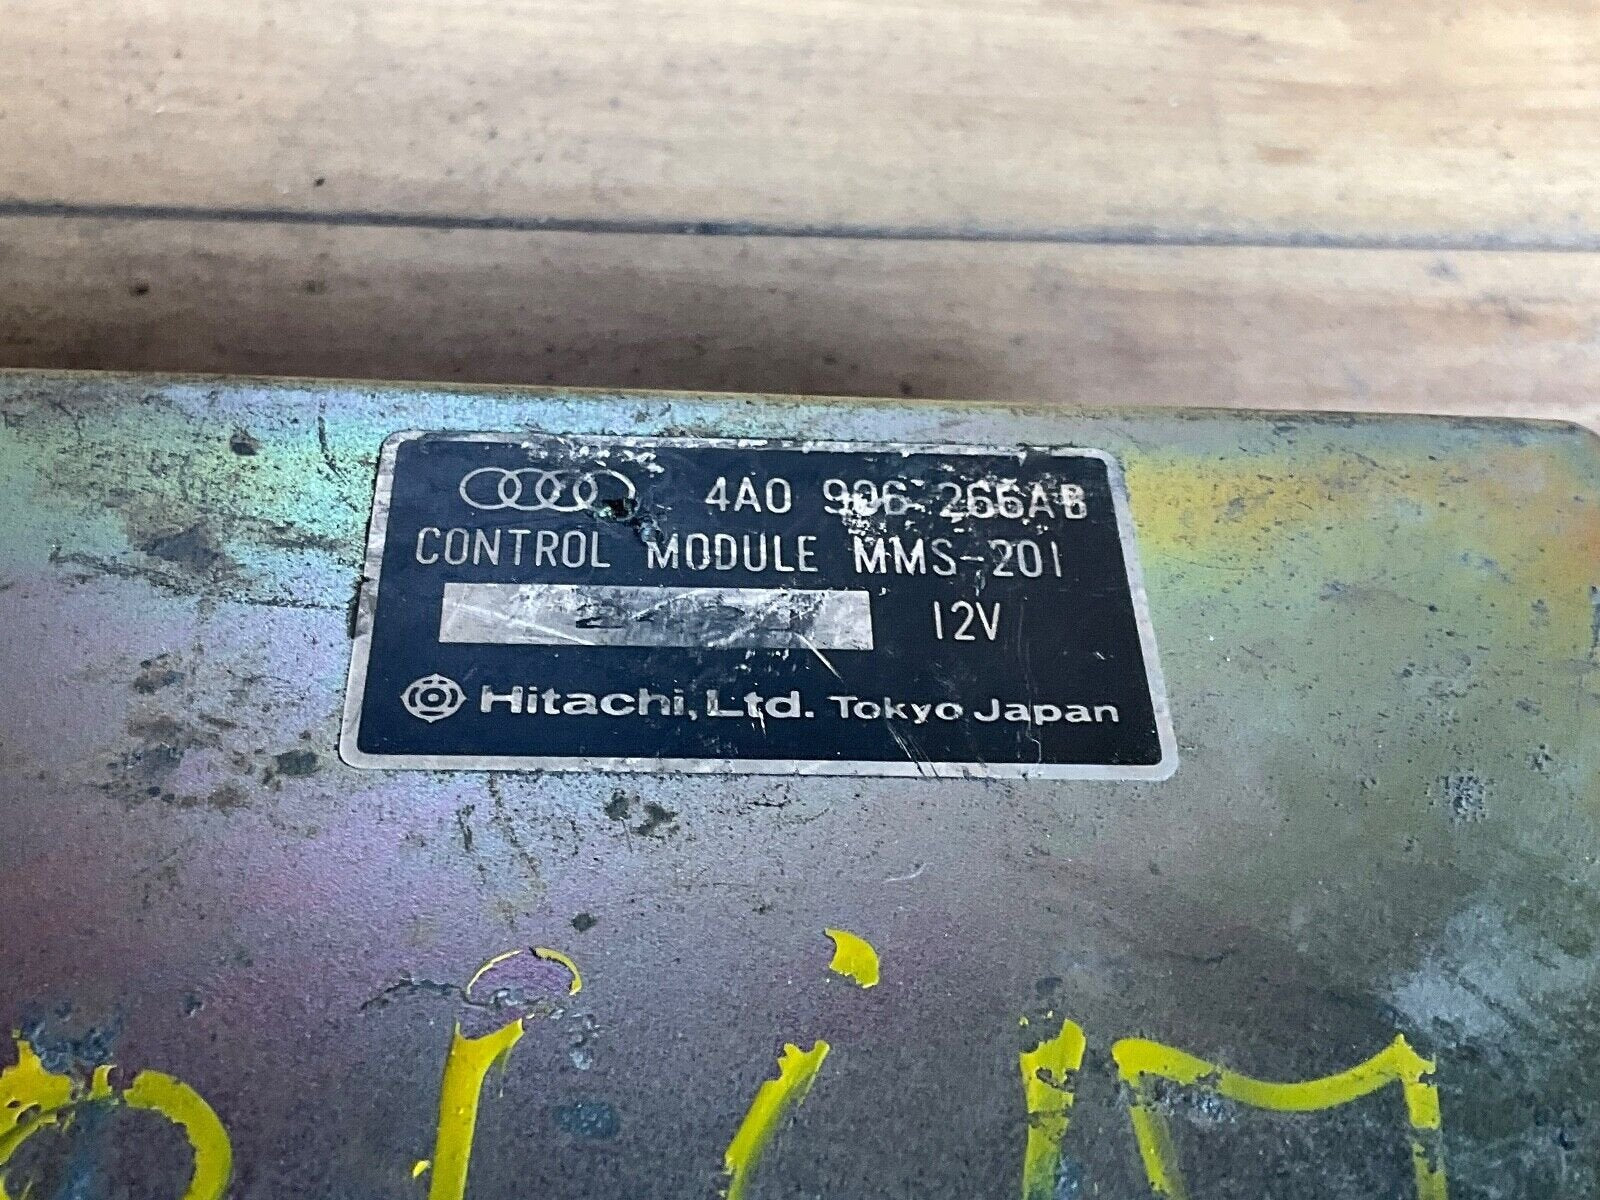 4A0 906 266AB
CONTROL MODULE MMS-201
12V
Hitachi, Ltd. Tokyo Japan